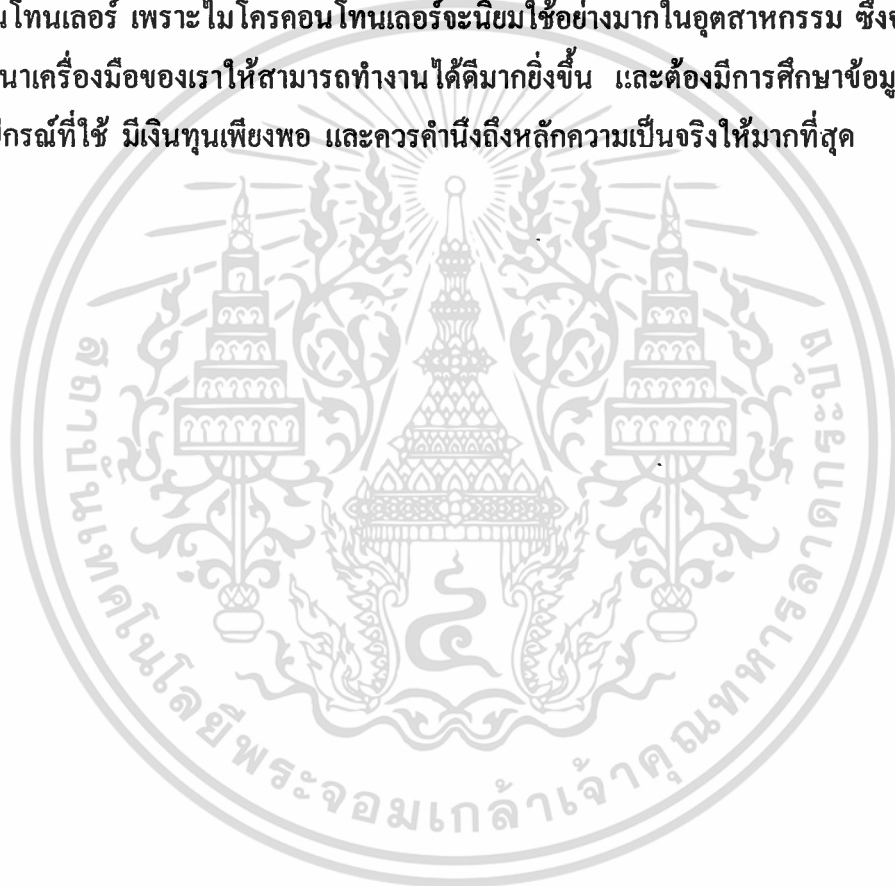 นโทนเลอร์ เพราะไมโครคอนโทนเลอร์จะนิยมใช้อย่างมากในอุตสาหกรรม ซึ่ง
นาเครื่องมือของเราให้สามารถทำงานได้ดีมากยิ่งขึ้น และต้องมีการศึกษาข้อมู
กรณ์ที่ใช้ มีเงินทุนเพียงพอ และควรคำนึงถึงหลักความเป็นจริงให้มากที่สุด
สถาบันเทคโนโลยีพระจอมเกล้าเจ้าคุณทหารลาดกระบัง